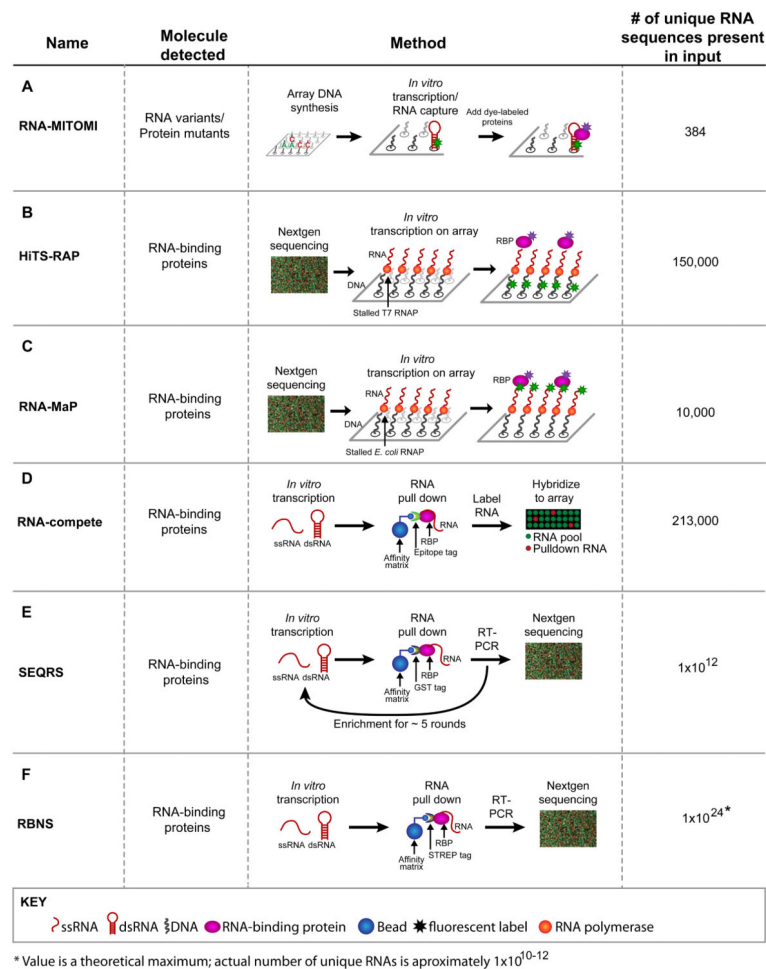 Name
Molecule
detected
Method
# of unique RNA
sequences present
in input
A
RNA-MITOMI
RNA variants/
Protein mutants
Array DNA
synthesis
In vitro
transcription/
RNA capture
Add dye-labeled
proteins
C
A A C C
384
B
HiTS-RAP
RNA-binding
proteins
Nextgen
sequencing
In vitro
transcription on array
RNA
DNA
Stalled T7 RNAP
RBP
150,000
C
RNA-MaP
RNA-binding
proteins
Nextgen
sequencing
In vitro
transcription on array
RNA
DNA
Stalled E. coli RNAP
RBP
10,000
D
RNA-compete
RNA-binding
proteins
In vitro
transcription
ssRNA dsRNA
RNA
pull down
RNA
RBP
Epitope tag
Affinity
matrix
Label
RNA
Hybridize
to array
RNA pool
Pulldown RNA
213,000
E
SEQRS
RNA-binding
proteins
In vitro
transcription
ssRNA dsRNA
RNA
pull down
RNA
RBP
GST tag
Affinity
matrix
RT-
PCR
Nextgen
sequencing
Enrichment for ~ 5 rounds
1x10¹²
F
RBNS
RNA-binding
proteins
In vitro
transcription
ssRNA dsRNA
RNA
pull down
RNA
RBP
STREP tag
Affinity
matrix
RT-
PCR
Nextgen
sequencing
1x10²⁴*
KEY
ssRNA dsRNA DNA RNA-binding protein Bead fluorescent label RNA polymerase
* Value is a theoretical maximum; actual number of unique RNAs is aproximately 1x10¹⁰⁻¹²